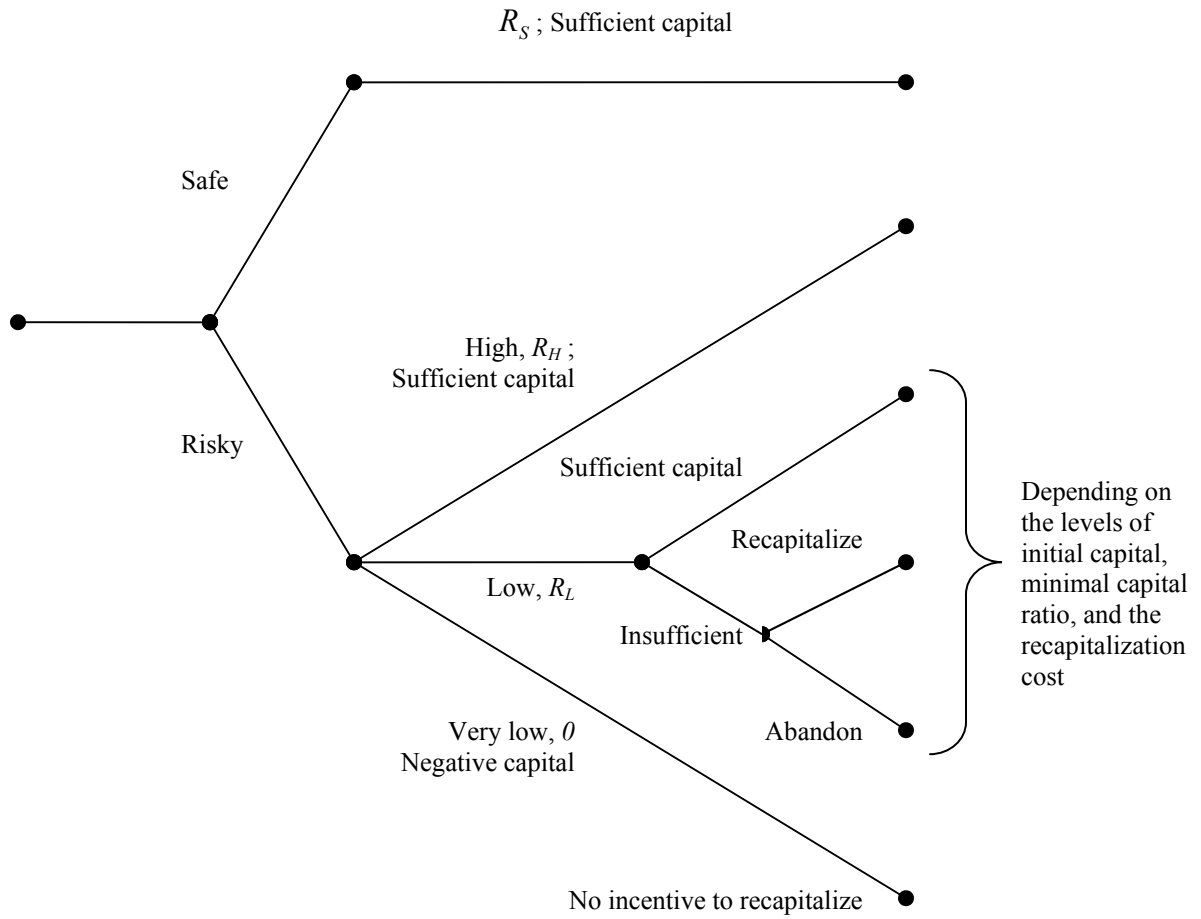 R_S ; Sufficient capital
Safe
High, R_H ;
Sufficient capital
Risky
Sufficient capital
Recapitalize
Low, R_L
Insufficient
Abandon
Depending on
the levels of
initial capital,
minimal capital
ratio, and the
recapitalization
cost
Very low, 0
Negative capital
No incentive to recapitalize